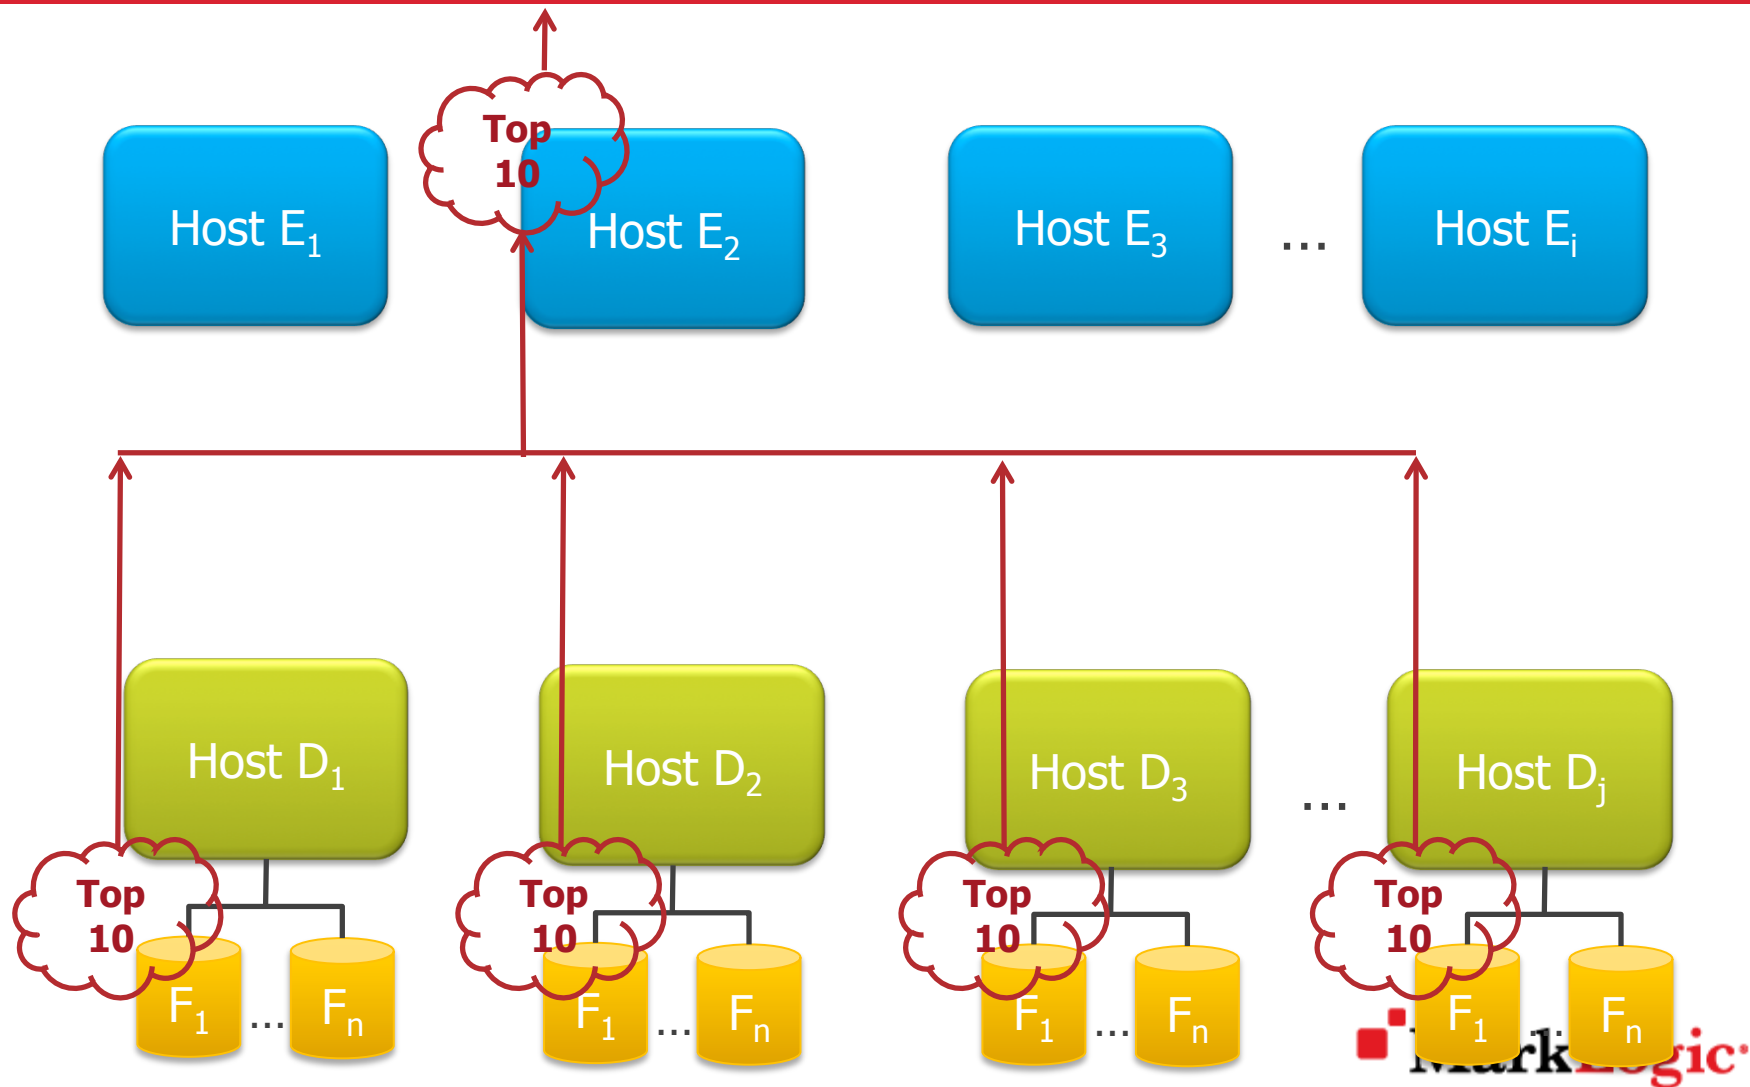 Top
10
Host E₁
Host E₂
Host E₃
...
Host Eᵢ
Host D₁
Host D₂
Host D₃
...
Host Dⱼ
Top
10
Top
10
Top
10
Top
10
F₁
...
Fₙ
F₁
...
Fₙ
F₁
...
Fₙ
F₁
...
Fₙ
MarkLogic